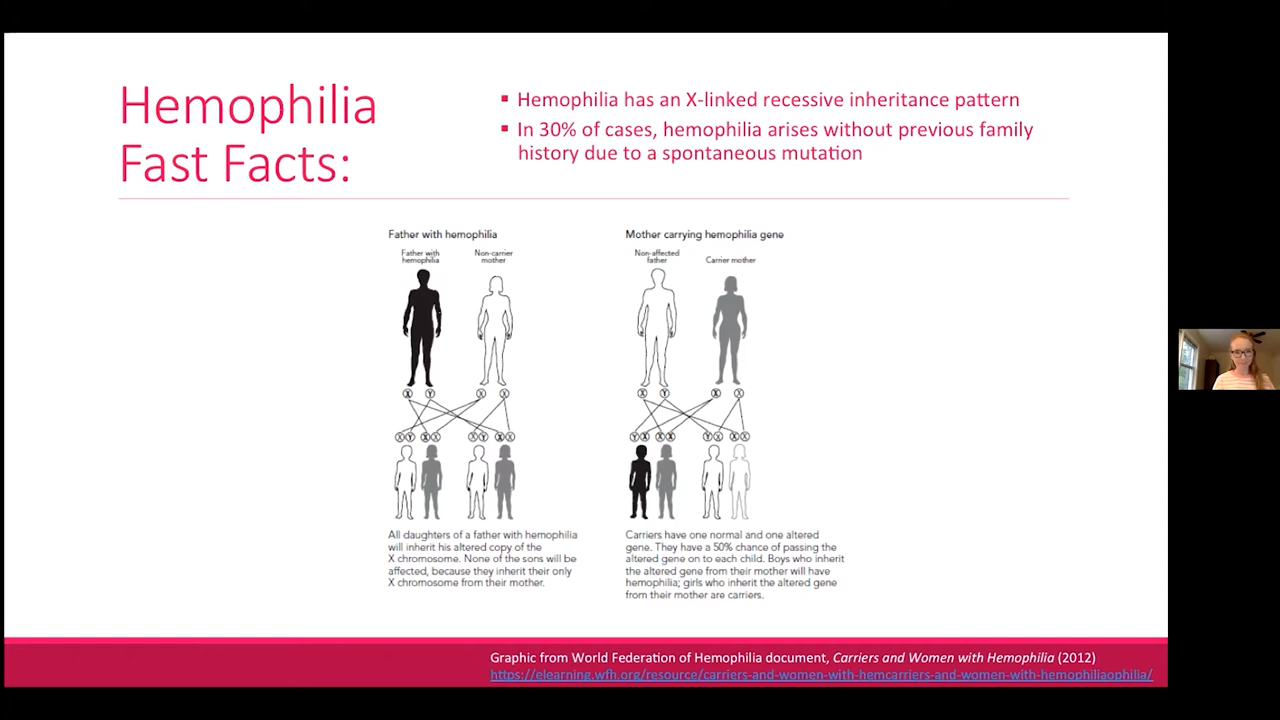 Hemophilia
Fast Facts:
▪ Hemophilia has an X-linked recessive inheritance pattern
▪ In 30% of cases, hemophilia arises without previous family
history due to a spontaneous mutation
Father with hemophilia
Father with
hemophilia
Non-carrier
mother
X Y X X
X Y X X X Y X X
All daughters of a father with hemophilia
will inherit his altered copy of the
X chromosome. None of the sons will be
affected, because they inherit their only
X chromosome from their mother.
Mother carrying hemophilia gene
Non-affected
father
Carrier mother
X Y X X
Y X X X Y X X X
Carriers have one normal and one altered
gene. They have a 50% chance of passing the
altered gene on to each child. Boys who inherit
the altered gene from their mother will have
hemophilia; girls who inherit the altered gene
from their mother are carriers.
Graphic from World Federation of Hemophilia document, Carriers and Women with Hemophilia (2012)
https://elearning.wfh.org/resource/carriers-and-women-with-hemcarriers-and-women-with-hemophiliaophilia/